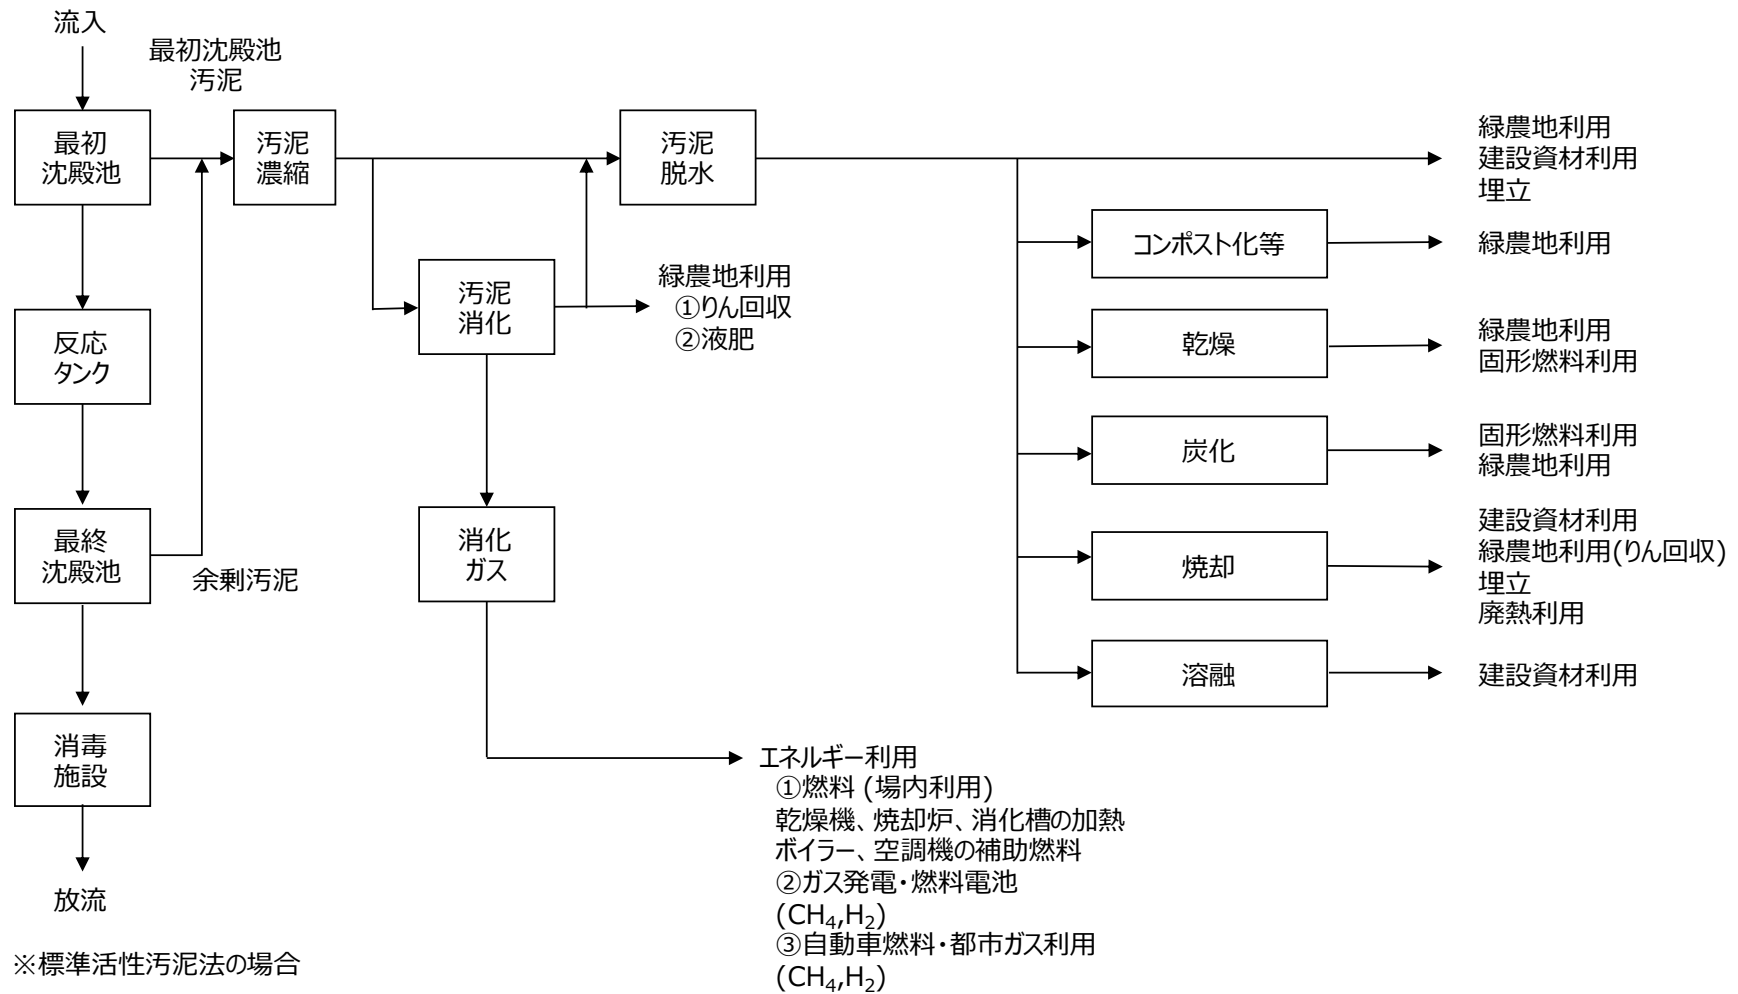 流入
最初沈殿池
汚泥
最初
沈殿池
汚泥
濃縮
汚泥
脱水
緑農地利用
建設資材利用
埋立
コンポスト化等
緑農地利用
汚泥
消化
緑農地利用
①りん回収
②液肥
反応
タンク
乾燥
緑農地利用
固形燃料利用
炭化
固形燃料利用
緑農地利用
最終
沈殿池
余剰汚泥
消化
ガス
焼却
建設資材利用
緑農地利用(りん回収)
埋立
廃熱利用
溶融
建設資材利用
消毒
施設
エネルギー利用
①燃料 (場内利用)
乾燥機、焼却炉、消化槽の加熱
ボイラー、空調機の補助燃料
②ガス発電・燃料電池
(CH₄,H₂)
③自動車燃料・都市ガス利用
(CH₄,H₂)
放流
※標準活性汚泥法の場合